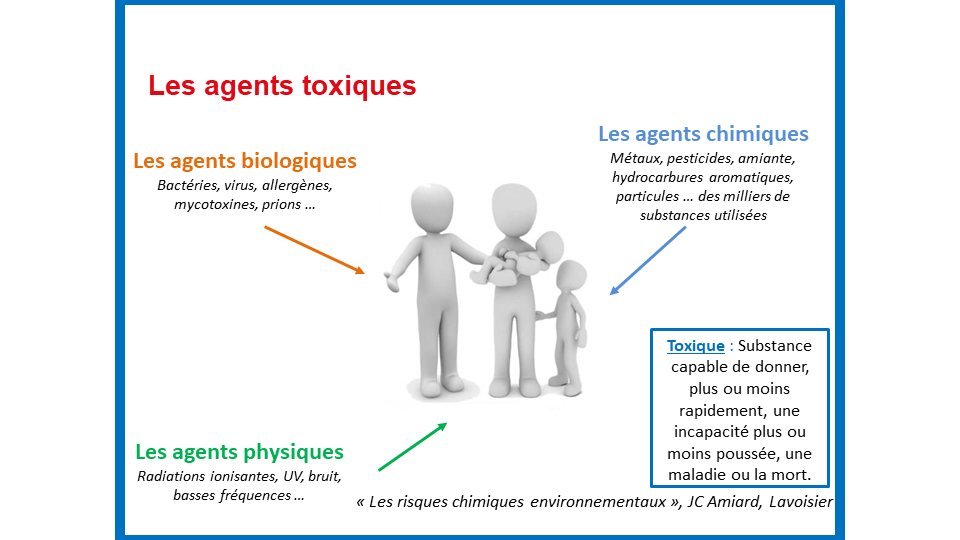 Les agents toxiques
Les agents chimiques
Métaux, pesticides, amiante,
hydrocarbures aromatiques,
particules … des milliers de
substances utilisées
Les agents biologiques
Bactéries, virus, allergènes,
mycotoxines, prions …
Toxique : Substance
capable de donner,
plus ou moins
rapidement, une
incapacité plus ou
moins poussée, une
maladie ou la mort.
Les agents physiques
Radiations ionisantes, UV, bruit,
basses fréquences …
« Les risques chimiques environnementaux », JC Amiard, Lavoisier